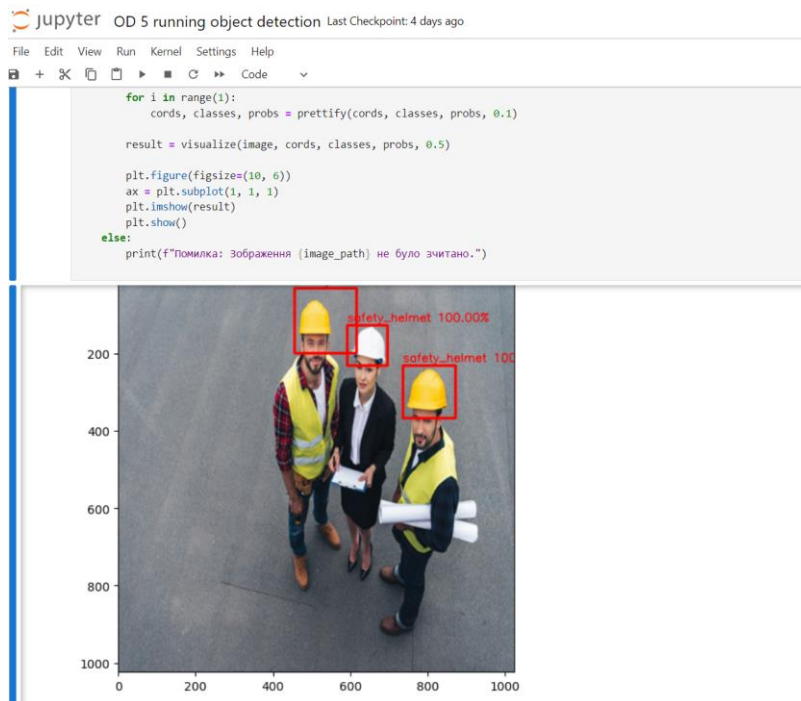 jupyter OD 5 running object detection Last Checkpoint: 4 days ago
File Edit View Run Kernel Settings Help
Code
for i in range(1):
cords, classes, probs = prettify(cords, classes, probs, 0.1)
result = visualize(image, cords, classes, probs, 0.5)
plt.figure(figsize=(10, 6))
ax = plt.subplot(1, 1, 1)
plt.imshow(result)
plt.show()
else:
print(f"Помилка: Зображення {image_path} не було зчитано.")
safety_helmet 100.00%
200
safety_helmet 100
400
600
800
1000
0 200 400 600 800 1000